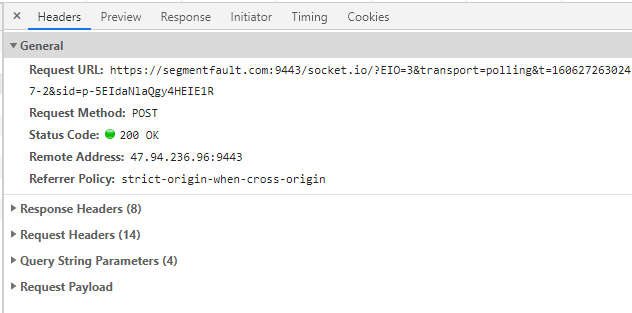 × Headers Preview Response Initiator Timing Cookies
▼ General
Request URL: https://segmentfault.com:9443/socket.io/?EIO=3&transport=polling&t=160627263024
7-2&sid=p-5EIdaNlaQgy4HEIE1R
Request Method: POST
Status Code: 200 OK
Remote Address: 47.94.236.96:9443
Referrer Policy: strict-origin-when-cross-origin
▶ Response Headers (8)
▶ Request Headers (14)
▶ Query String Parameters (4)
▶ Request Payload